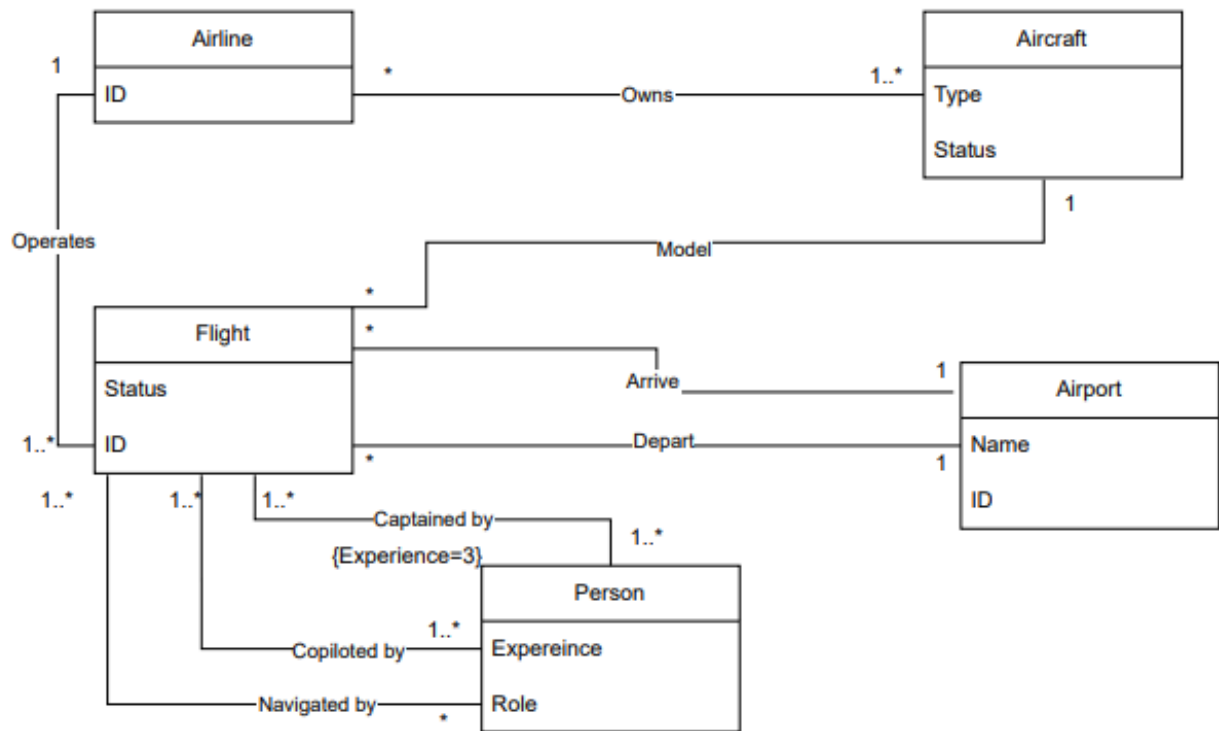 Airline
Aircraft
1
*
1..*
ID
Owns
Type
Status
1
Operates
Model
*
Flight
*
Status
Arrive
1
Airport
1..*
ID
Depart
Name
*
1
ID
1..*
1..*
1..*
Captained by
1..*
{Experience=3}
Person
1..*
Copiloted by
Expereince
Navigated by
Role
*